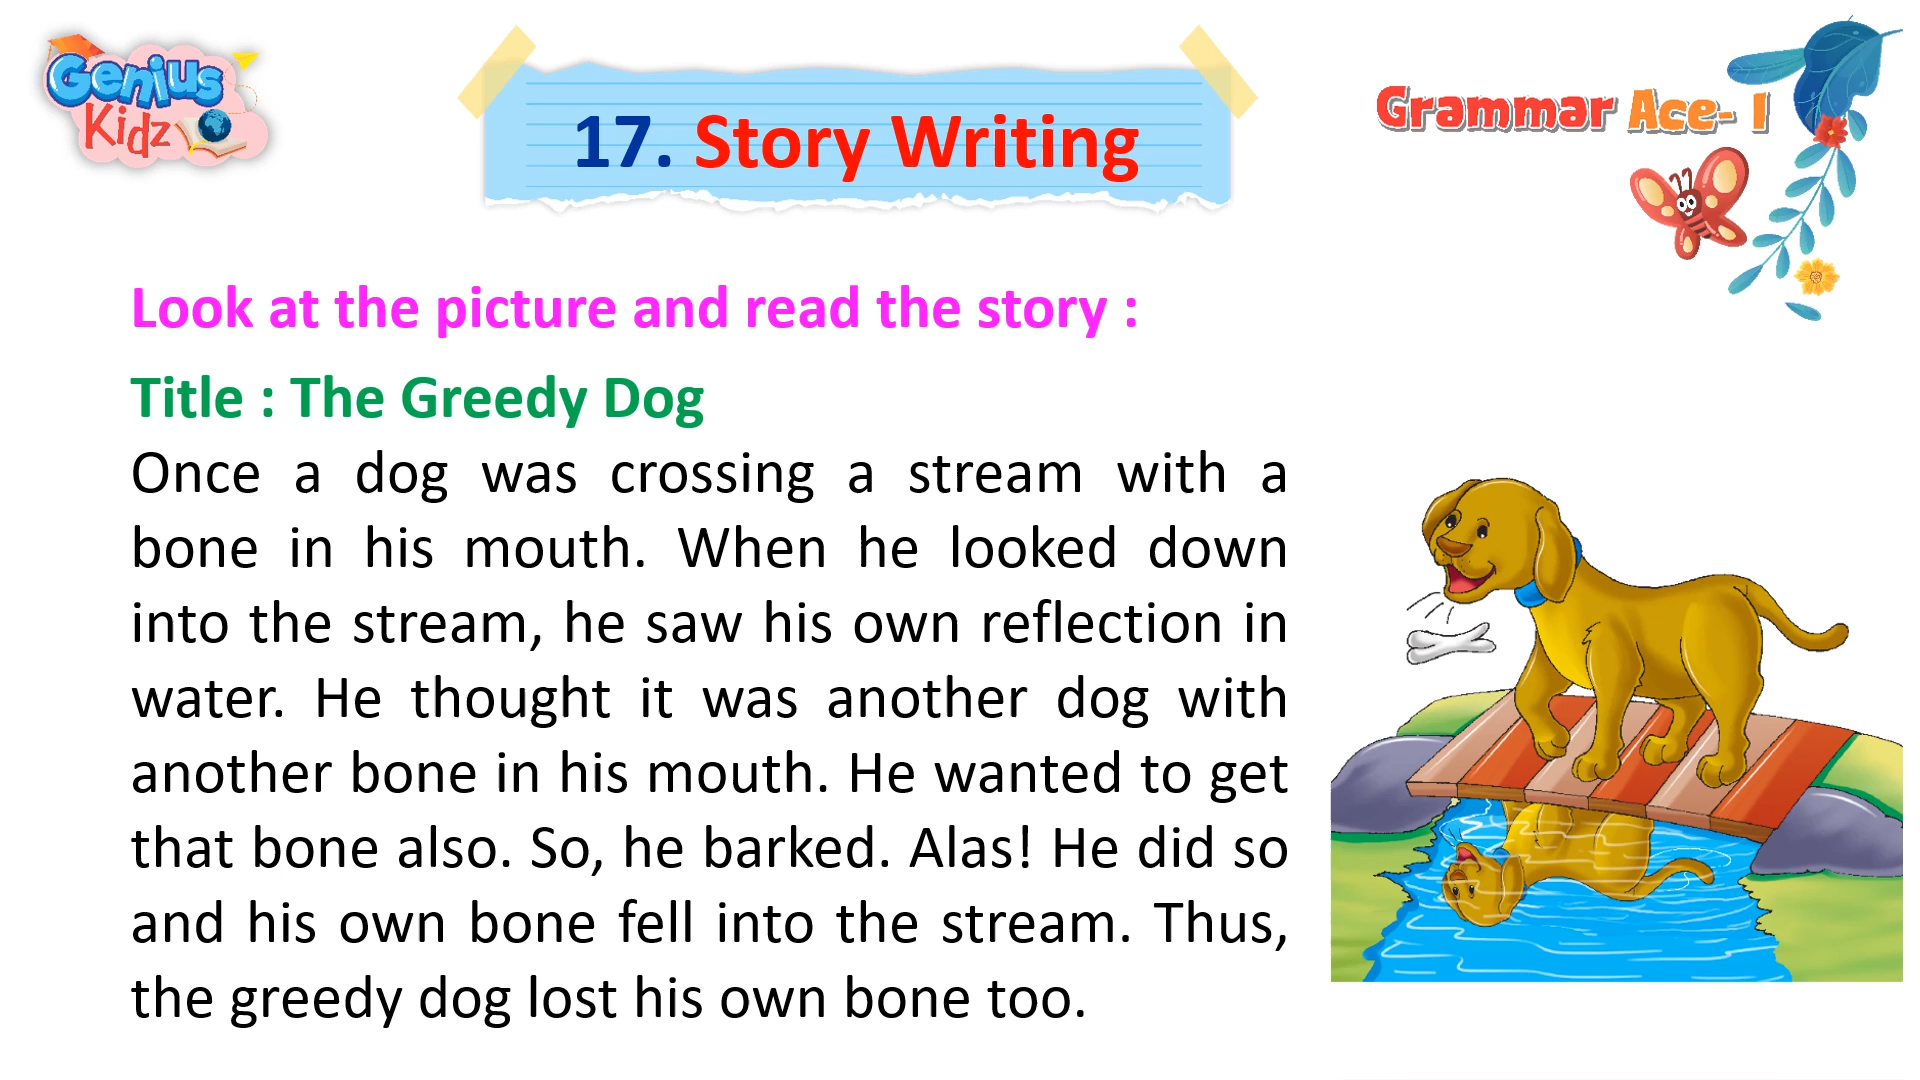 Genius
Kidz
17. Story Writing
Grammar Ace- 1
Look at the picture and read the story :
Title : The Greedy Dog
Once a dog was crossing a stream with a
bone in his mouth. When he looked down
into the stream, he saw his own reflection in
water. He thought it was another dog with
another bone in his mouth. He wanted to get
that bone also. So, he barked. Alas! He did so
and his own bone fell into the stream. Thus,
the greedy dog lost his own bone too.